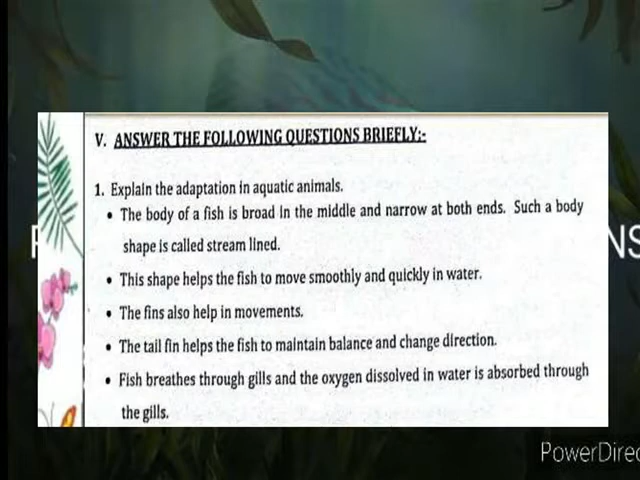 V. ANSWER THE FOLLOWING QUESTIONS BRIEFLY:-
1. Explain the adaptation in aquatic animals.
• The body of a fish is broad in the middle and narrow at both ends. Such a body
shape is called stream lined.
• This shape helps the fish to move smoothly and quickly in water.
• The fins also help in movements.
• The tail fin helps the fish to maintain balance and change direction.
• Fish breathes through gills and the oxygen dissolved in water is absorbed through
the gills.
PowerDirec